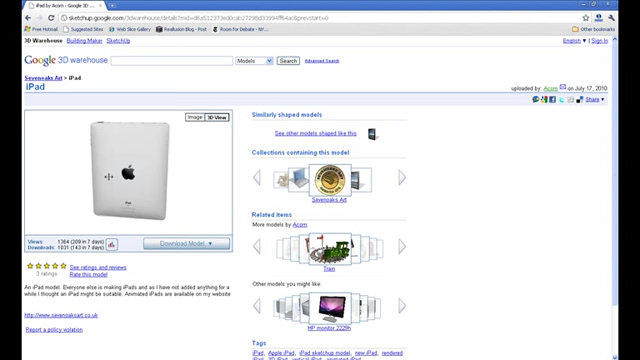 iPad by Acorn - Go
sketchup.google.com/3dwarehouse/
Free Hotmail Suggested Sites Web Slice Gallery Reallusion Blog - Post Room for Debate - NY...
3D Warehouse Building Maker SketchUp English Sign In
Google 3D warehouse Models Search Advanced Search
Sevenoaks Art > iPad
iPad
uploaded by: Acorn on July 17, 2010
Share
Image 3D View
iPad
Views 1364 (209 in 7 days)
Downloads: 1031 (143 in 7 days)
Download Model
3 ratings
See ratings and reviews
Rate this model
An iPad model. Everyone else is making iPads and as I have not added anything for a
while I thought an iPad might be suitable. Animated iPads are available on my website
http://www.sevenoaksart.co.uk
Report a policy violation
Similarly shaped models
See other models shaped like this
Collections containing this model
Sevenoaks Art
Related items
More models by Acorn:
Train
Other models you might like:
HP monitor 2229h
Tags
iPad, Apple iPad, iPad sketchup model, new iPad, rendered
iPad, 3D iPad, vertical iPad, animated iPad,